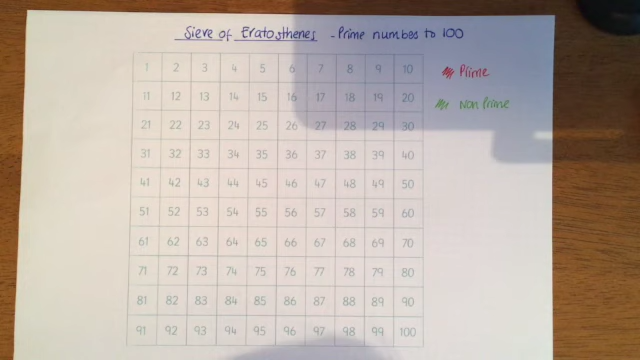 Sieve of Eratosthenes - Prime numbes to 100
1 2 3 4 5 6 7 8 9 10
Prime
11 12 13 14 15 16 17 18 19 20
Non Prime
21 22 23 24 25 26 27 28 29 30
31 32 33 34 35 36 37 38 39 40
41 42 43 44 45 46 47 48 49 50
51 52 53 54 55 56 57 58 59 60
61 62 63 64 65 66 67 68 69 70
71 72 73 74 75 76 77 78 79 80
81 82 83 84 85 86 87 88 89 90
91 92 93 94 95 96 97 98 99 100